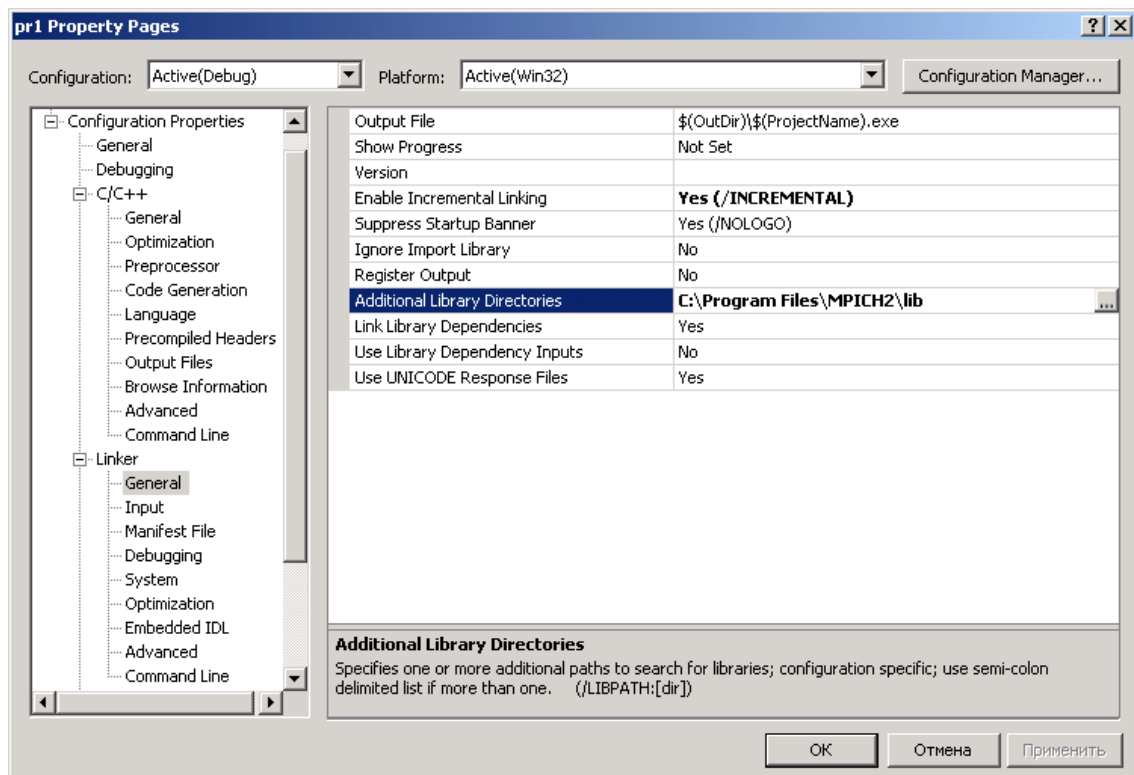 pr1 Property Pages
Configuration: Active(Debug) Platform: Active(Win32) Configuration Manager...
Configuration Properties
General
Debugging
C/C++
General
Optimization
Preprocessor
Code Generation
Language
Precompiled Headers
Output Files
Browse Information
Advanced
Command Line
Linker
General
Input
Manifest File
Debugging
System
Optimization
Embedded IDL
Advanced
Command Line
Output File $(OutDir)\$(ProjectName).exe
Show Progress Not Set
Version
Enable Incremental Linking Yes (/INCREMENTAL)
Suppress Startup Banner Yes (/NOLOGO)
Ignore Import Library No
Register Output No
Additional Library Directories C:\Program Files\MPICH2\lib ...
Link Library Dependencies Yes
Use Library Dependency Inputs No
Use UNICODE Response Files Yes
Additional Library Directories
Specifies one or more additional paths to search for libraries; configuration specific; use semi-colon
delimited list if more than one. (/LIBPATH:[dir])
OK Отмена Применить